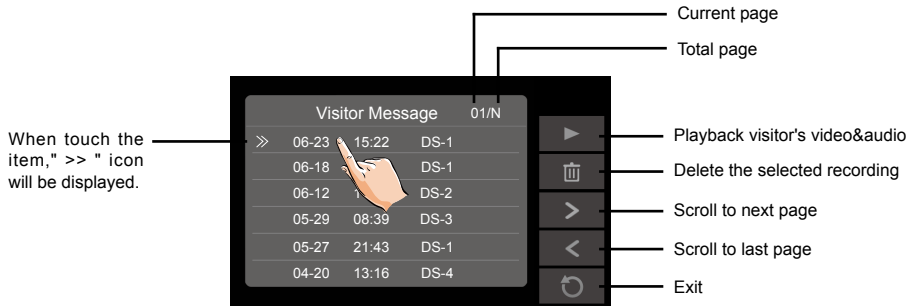 Current page
Total page
Visitor Message 01/N
When touch the
item," >> " icon
will be displayed.
>> 06-23 15:22 DS-1
06-18 DS-1
06-12 DS-2
05-29 08:39 DS-3
05-27 21:43 DS-1
04-20 13:16 DS-4
Playback visitor's video&audio
Delete the selected recording
Scroll to next page
Scroll to last page
Exit